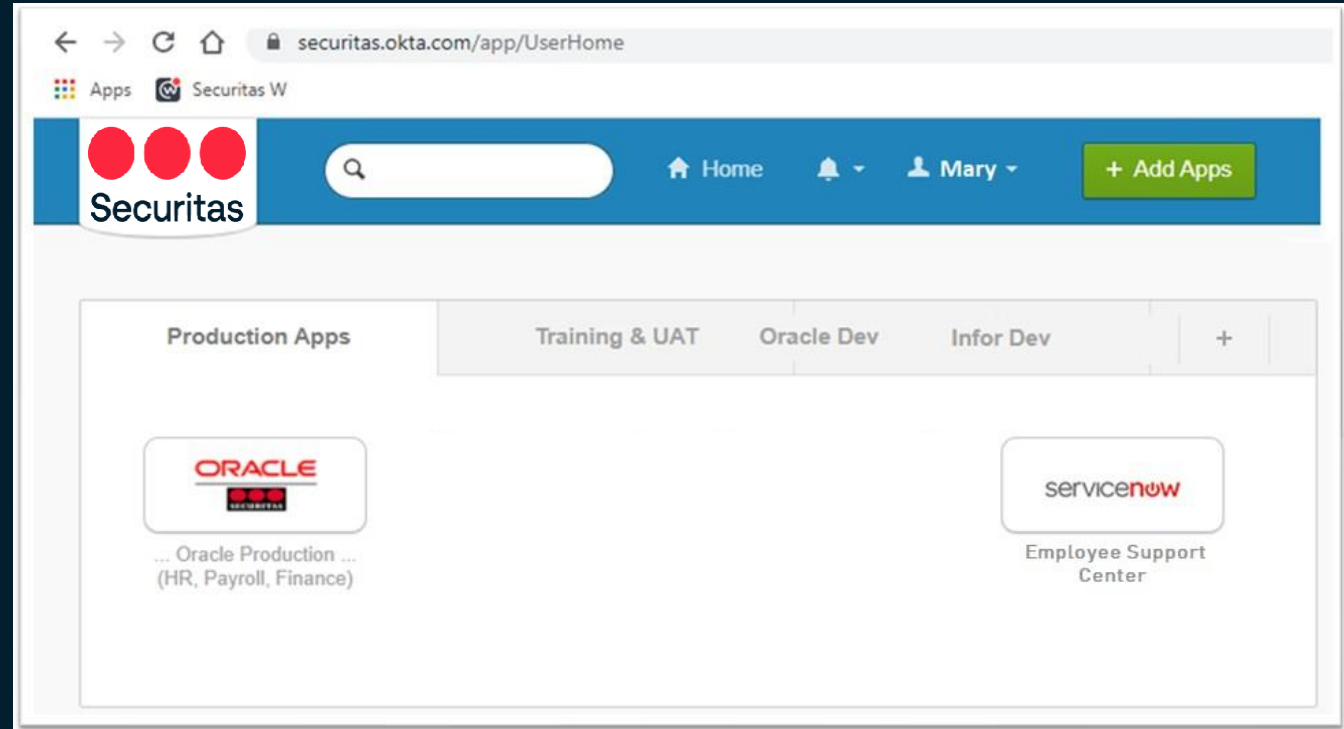 securitas.okta.com/app/UserHome
Apps Securitas W
Securitas
Home Mary + Add Apps
Production Apps Training & UAT Oracle Dev Infor Dev +
ORACLE
SECURITAS
servicenow
... Oracle Production ...
(HR, Payroll, Finance)
Employee Support
Center